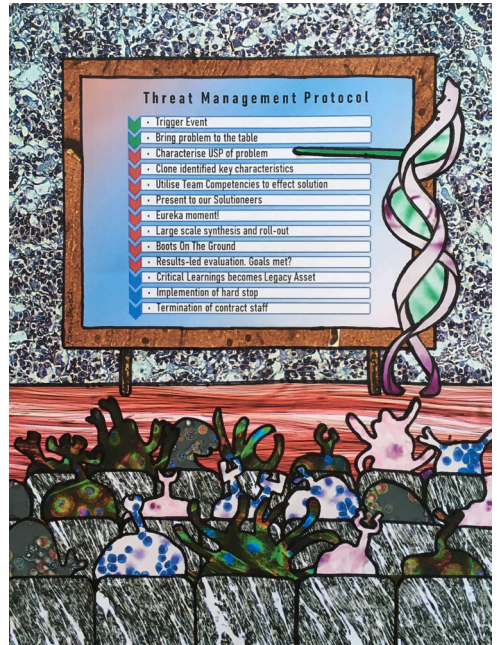 Threat Management Protocol
• Trigger Event
• Bring problem to the table
• Characterise USP of problem
• Clone identified key characteristics
• Utilise Team Competencies to effect solution
• Present to our Solutioneers
• Eureka moment!
• Large scale synthesis and roll-out
• Boots On The Ground
• Results-led evaluation. Goals met?
• Critical Learnings becomes Legacy Asset
• Implemention of hard stop
• Termination of contract staff